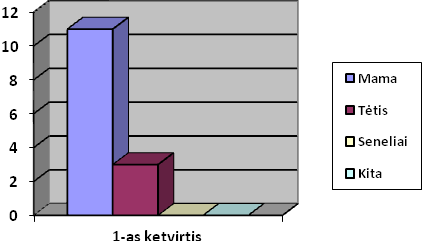 12
10
8
6
4
2
0
1-as ketvirtis
Mama
Tėtis
Seneliai
Kita